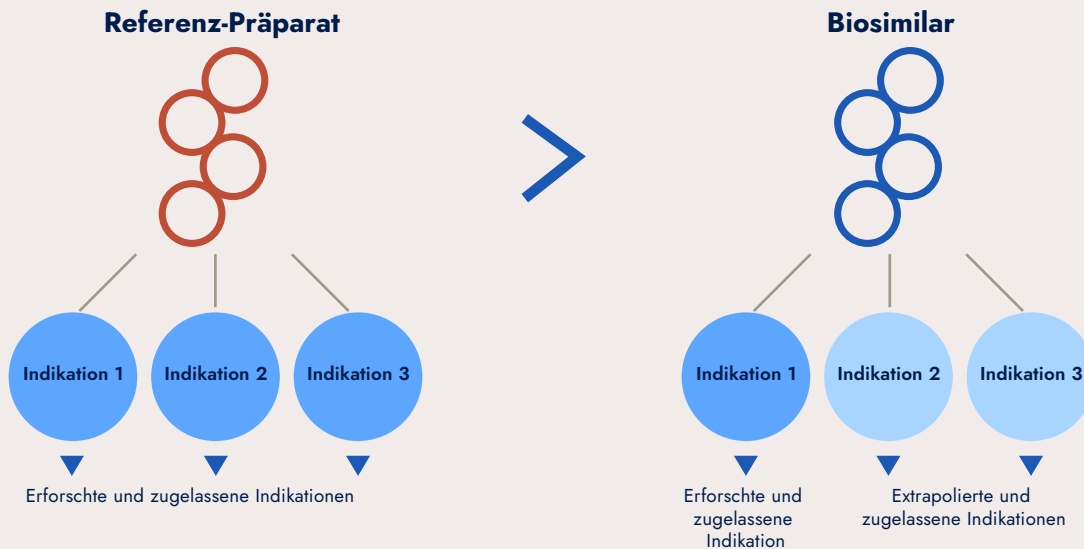 Referenz-Präparat
Indikation 1
Indikation 2
Indikation 3
Erforschte und zugelassene Indikationen
Biosimilar
Indikation 1
Indikation 2
Indikation 3
Erforschte und
zugelassene
Indikation
Extrapolierte und
zugelassene Indikationen